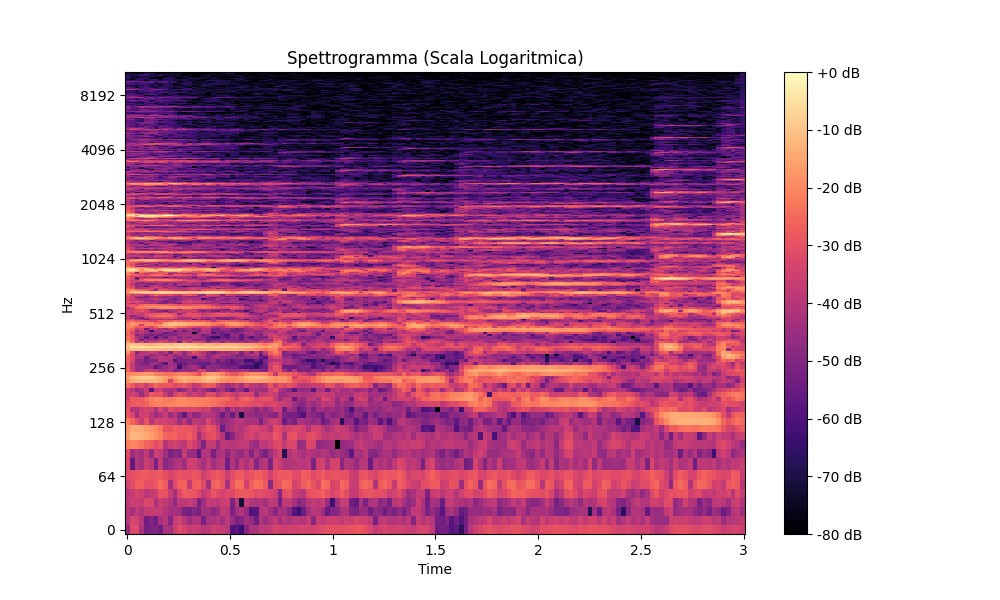 Spettrogramma (Scala Logaritmica)
Hz
8192
4096
2048
1024
512
256
128
64
0
0 0.5 1 1.5 2 2.5 3
Time
+0 dB
-10 dB
-20 dB
-30 dB
-40 dB
-50 dB
-60 dB
-70 dB
-80 dB